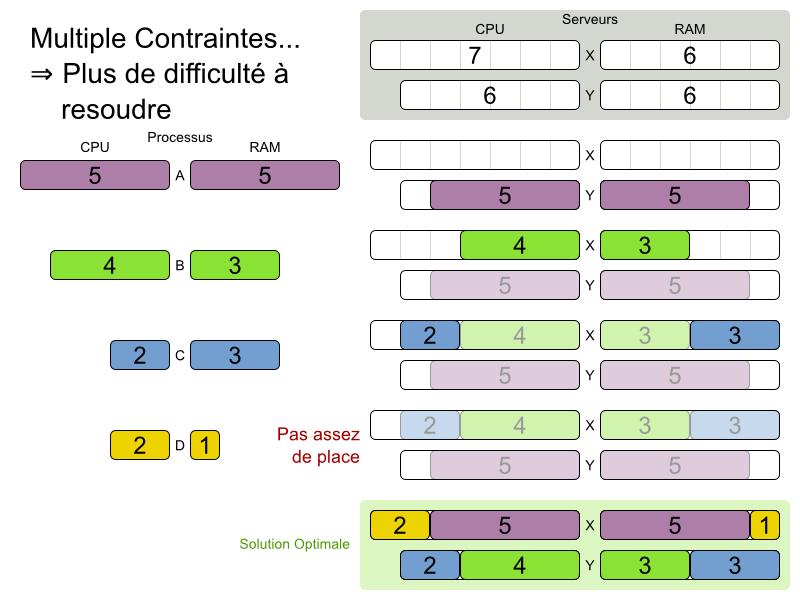 Multiple Contraintes...
⇒ Plus de difficulté à
resoudre
Serveurs
CPU RAM
7 X 6
6 Y 6
Processus
CPU RAM
5 A 5
X
5 Y 5
4 B 3
4 X 3
5 Y 5
2 C 3
2 4 X 3 3
5 Y 5
2 D 1
Pas assez
de place
2 4 X 3 3
5 Y 5
Solution Optimale
2 5 X 5 1
2 4 Y 3 3